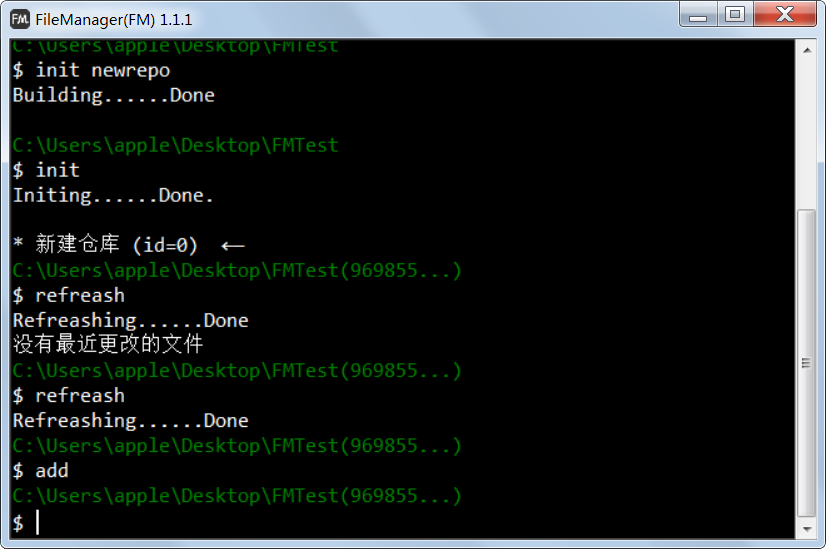 FM FileManager(FM) 1.1.1
C:\Users\apple\Desktop\FMTest
$ init newrepo
Building......Done
C:\Users\apple\Desktop\FMTest
$ init
Initing......Done.
* 新建仓库 (id=0) ←
C:\Users\apple\Desktop\FMTest(969855...)
$ refreash
Refreashing......Done
没有最近更改的文件
C:\Users\apple\Desktop\FMTest(969855...)
$ refreash
Refreashing......Done
C:\Users\apple\Desktop\FMTest(969855...)
$ add
C:\Users\apple\Desktop\FMTest(969855...)
$